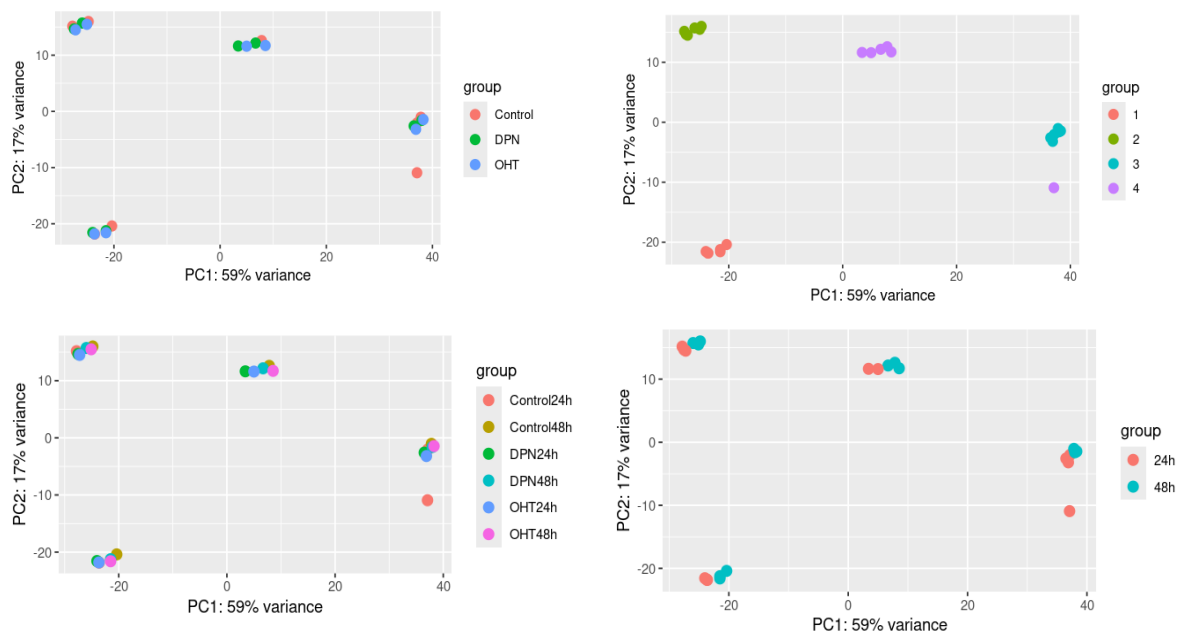 PC2: 17% variance
10
0
-10
-20
-20
0
20
40
PC1: 59% variance
group
Control
DPN
OHT
PC2: 17% variance
10
0
-10
-20
-20
0
20
40
PC1: 59% variance
group
1
2
3
4
PC2: 17% variance
10
0
-10
-20
-20
0
20
40
PC1: 59% variance
group
Control24h
Control48h
DPN24h
DPN48h
OHT24h
OHT48h
PC2: 17% variance
10
0
-10
-20
-20
0
20
40
PC1: 59% variance
group
24h
48h